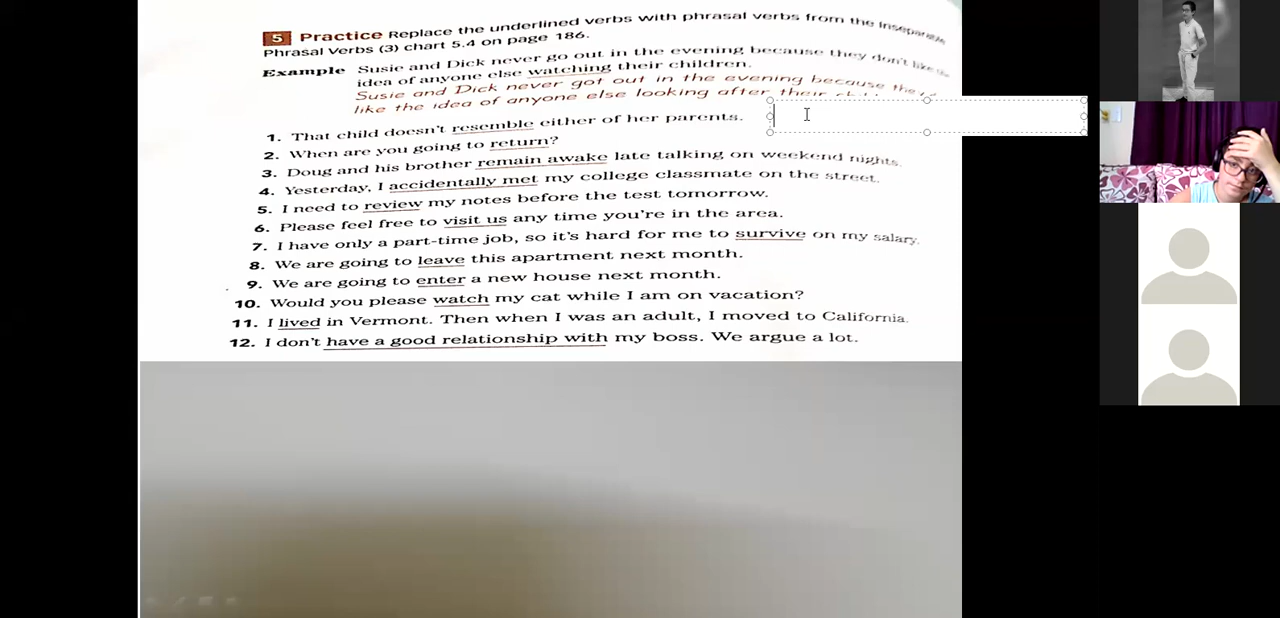 5 Practice Replace the underlined verbs with phrasal verbs from the Inseparable
Phrasal Verbs (3) chart 5.4 on page 186.
Example Susie and Dick never go out in the evening because they don't like the
idea of anyone else watching their children.
Susie and Dick never got out in the evening because the
like the idea of anyone else looking after their
1. That child doesn't resemble either of her parents.
2. When are you going to return?
3. Doug and his brother remain awake late talking on weekend nights.
4. Yesterday, I accidentally met my college classmate on the street.
5. I need to review my notes before the test tomorrow.
6. Please feel free to visit us any time you're in the area.
7. I have only a part-time job, so it's hard for me to survive on my salary.
8. We are going to leave this apartment next month.
9. We are going to enter a new house next month.
10. Would you please watch my cat while I am on vacation?
11. I lived in Vermont. Then when I was an adult, I moved to California.
12. I don't have a good relationship with my boss. We argue a lot.